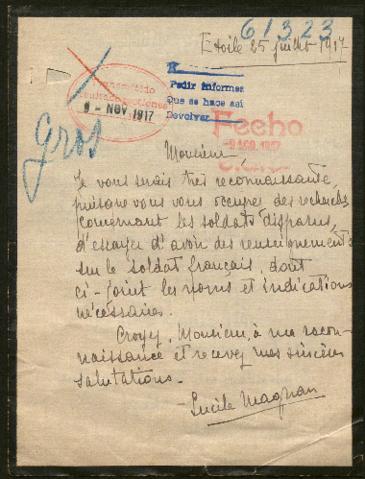 61323
Etoile 25 juillet 1917
Pedir informes
Que se hace así
Devolver
6 - NOV 1917
Fecho
Gros
Monsieur,
Je vous serais très reconnaissante,
puisque vous vous occupez des recherches
concernant les soldats disparus,
d'essayer d'avoir des renseignements
sur le soldat français, dont
ci-joint les noms et indications
nécessaires.
Croyez, Monsieur, à ma recon-
naissance et recevez mes sincères
salutations.-
Lucile Magnan